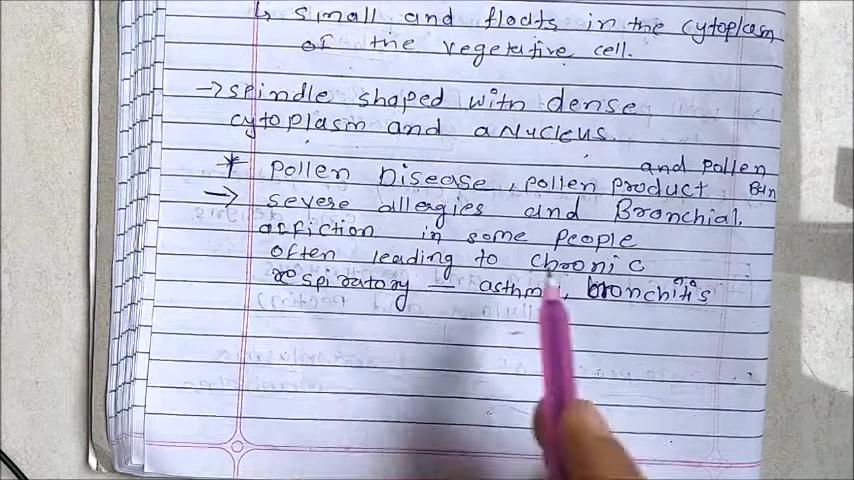 ↳ small and floats in the cytoplasm
of the vegetative cell.
→ spindle shaped with dense
cytoplasm and a Nucleus.
* pollen Disease, pollen product and pollen Ban
→ severe allergies and Bronchial.
affiction in some people
often leading to chronic
respiratory — asthma, bronchitis